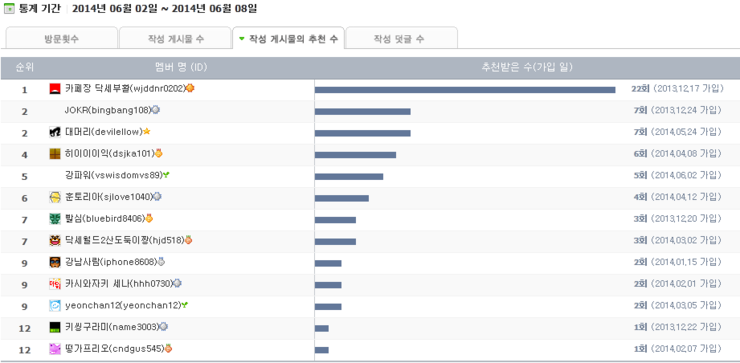 통계 기간 2014년 06월 02일 ~ 2014년 06월 08일
방문횟수 작성 게시물 수 작성 게시물의 추천 수 작성 댓글 수
순위 멤버 명 (ID) 추천받은 수(가입 일)
1 카페장 닥세부활(wjddnr0202) 22회 (2013,12,17 가입)
2 JOKR(bingbang108) 7회 (2013,12,24 가입)
2 대머리(devilellow) 7회 (2014,05,24 가입)
4 히이이이익(dsjka101) 6회 (2014,04,08 가입)
5 강파워(vswisdomvs89) 5회 (2014,06,02 가입)
6 훈토리아(sjlove1040) 4회 (2014,04,12 가입)
7 팔심(bluebird8406) 3회 (2013,12,20 가입)
7 닥세월드2산도둑이짱(hjd518) 3회 (2014,03,02 가입)
9 강남사람(iphone8608) 2회 (2014,01,15 가입)
9 카시와자키 세나(hhh0730) 2회 (2014,02,01 가입)
9 yeonchan12(yeonchan12) 2회 (2014,03,05 가입)
12 키씽구라미(name3003) 1회 (2013,12,22 가입)
12 떵가프리오(cndgus545) 1회 (2014,02,07 가입)